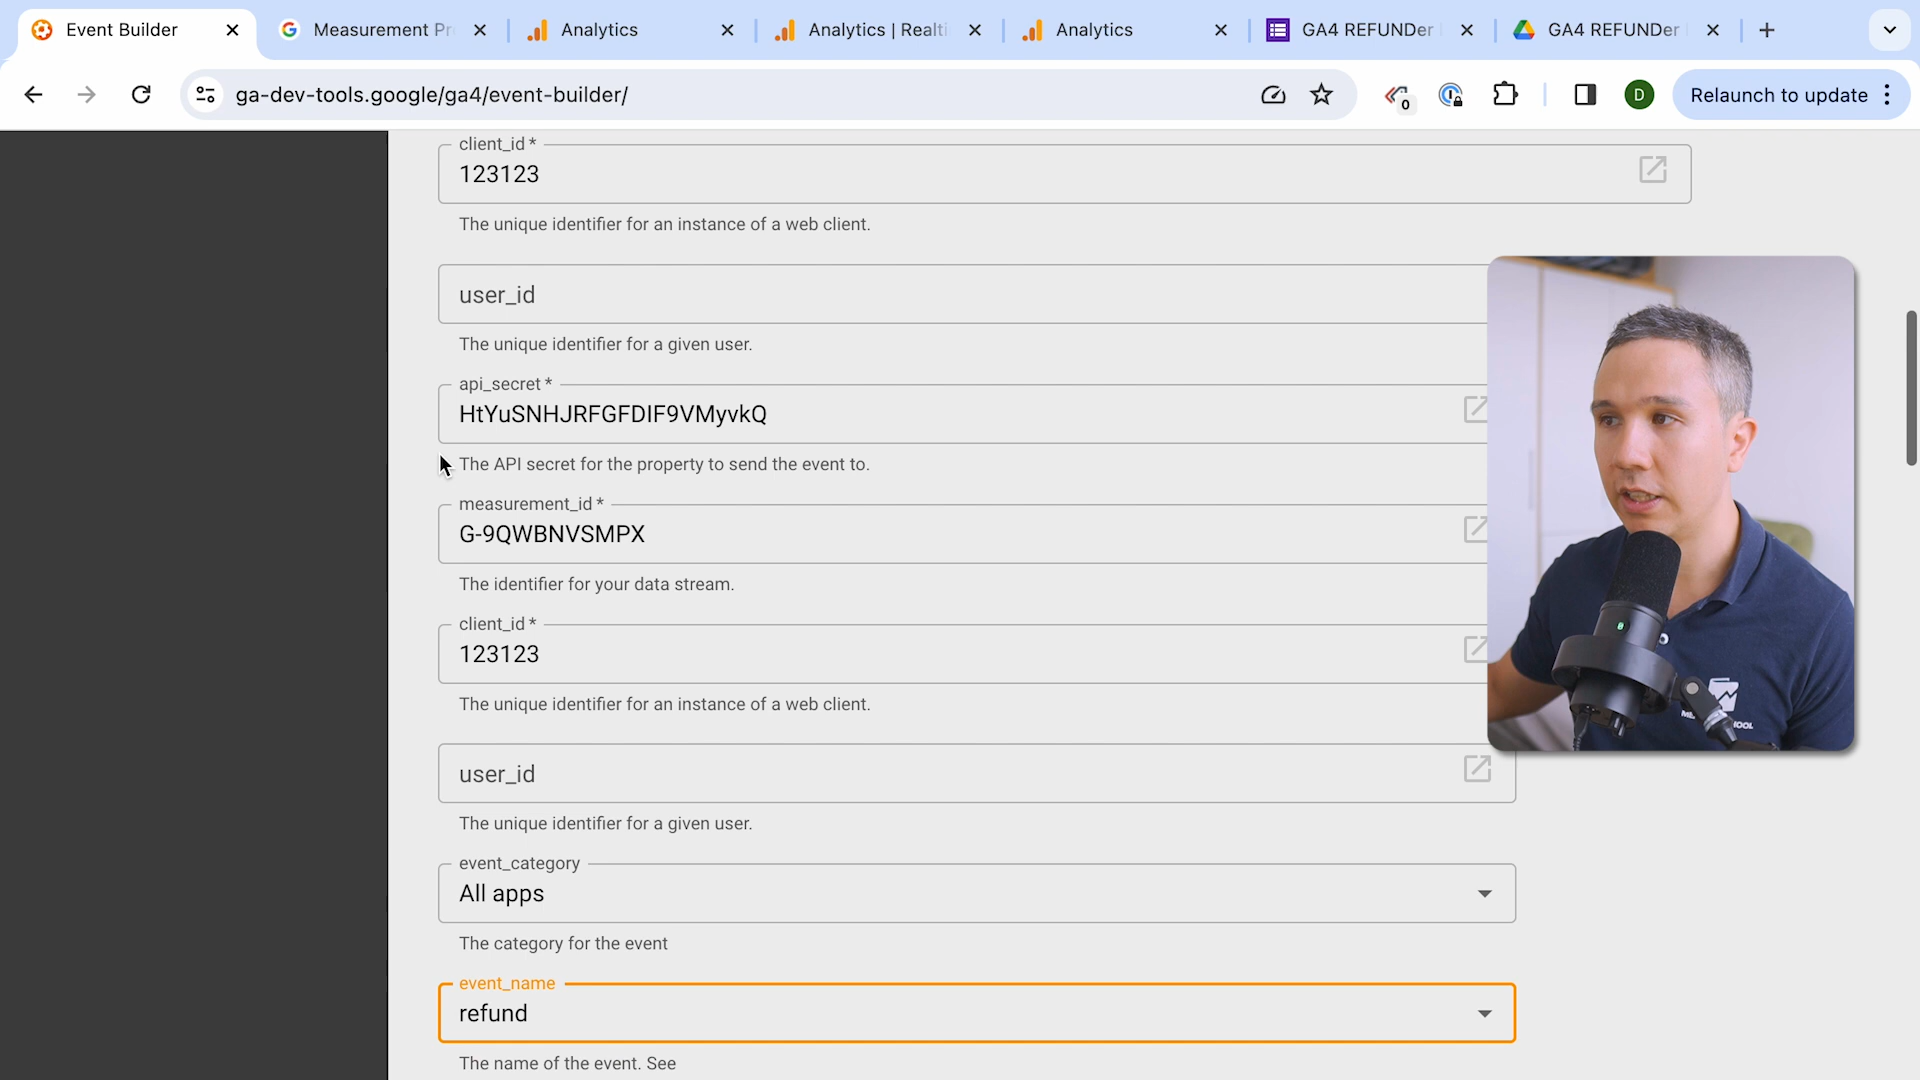 Event Builder
Measurement Pr
Analytics
Analytics | Realti
Analytics
GA4 REFUNDer
GA4 REFUNDer
ga-dev-tools.google/ga4/event-builder/
0
D
Relaunch to update
client_id *
123123
The unique identifier for an instance of a web client.
user_id
The unique identifier for a given user.
api_secret *
HtYuSNHJRFGFDIF9VMyvkQ
The API secret for the property to send the event to.
measurement_id *
G-9QWBNVSMPX
The identifier for your data stream.
client_id *
123123
The unique identifier for an instance of a web client.
user_id
The unique identifier for a given user.
event_category
All apps
The category for the event
event_name
refund
The name of the event. See